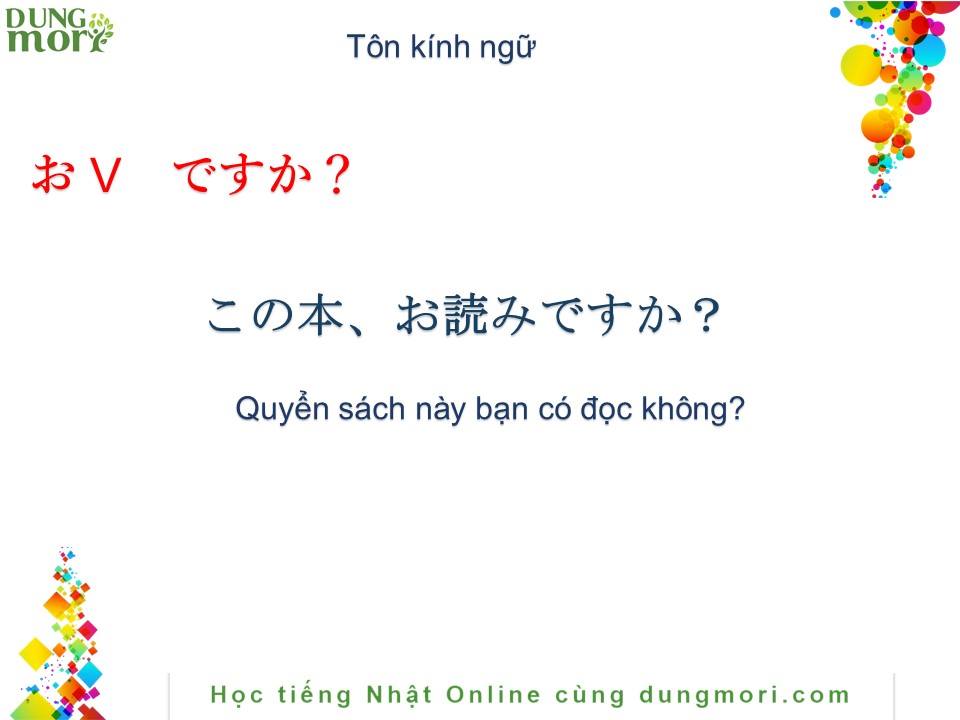 DUNG
mori
Tôn kính ngữ
お V　ですか？
この本、お読みですか？
Quyển sách này bạn có đọc không?
Học tiếng Nhật Online cùng dungmori.com